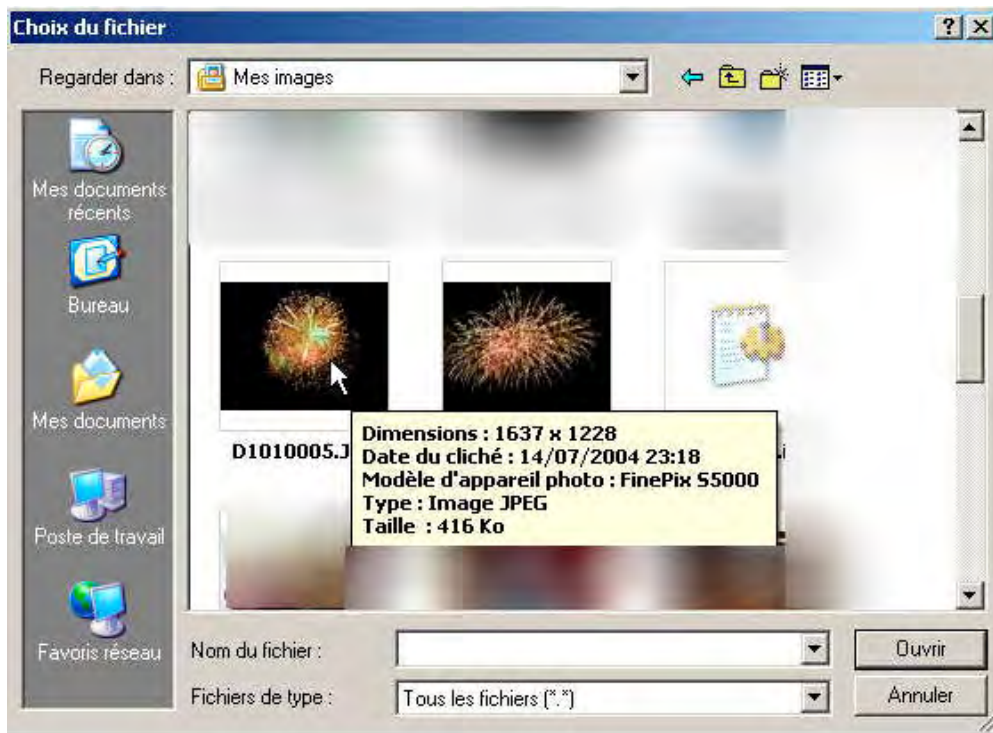 Choix du fichier
Regarder dans :
Mes images
Mes documents
récents
Bureau
Mes documents
Poste de travail
Favoris réseau
D1010005.J
.i
Dimensions : 1637 x 1228
Date du cliché : 14/07/2004 23:18
Modèle d'appareil photo : FinePix S5000
Type : Image JPEG
Taille : 416 Ko
Nom du fichier :
Ouvrir
Fichiers de type :
Tous les fichiers (*.*)
Annuler